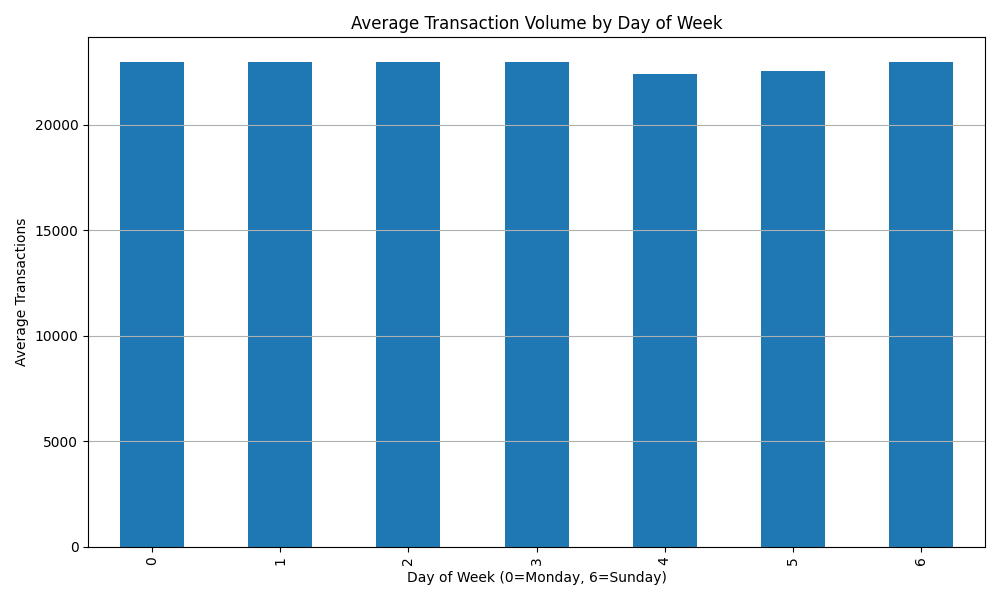 Average Transaction Volume by Day of Week
Average Transactions
20000
15000
10000
5000
0
0 1 2 3 4 5 6
Day of Week (0=Monday, 6=Sunday)